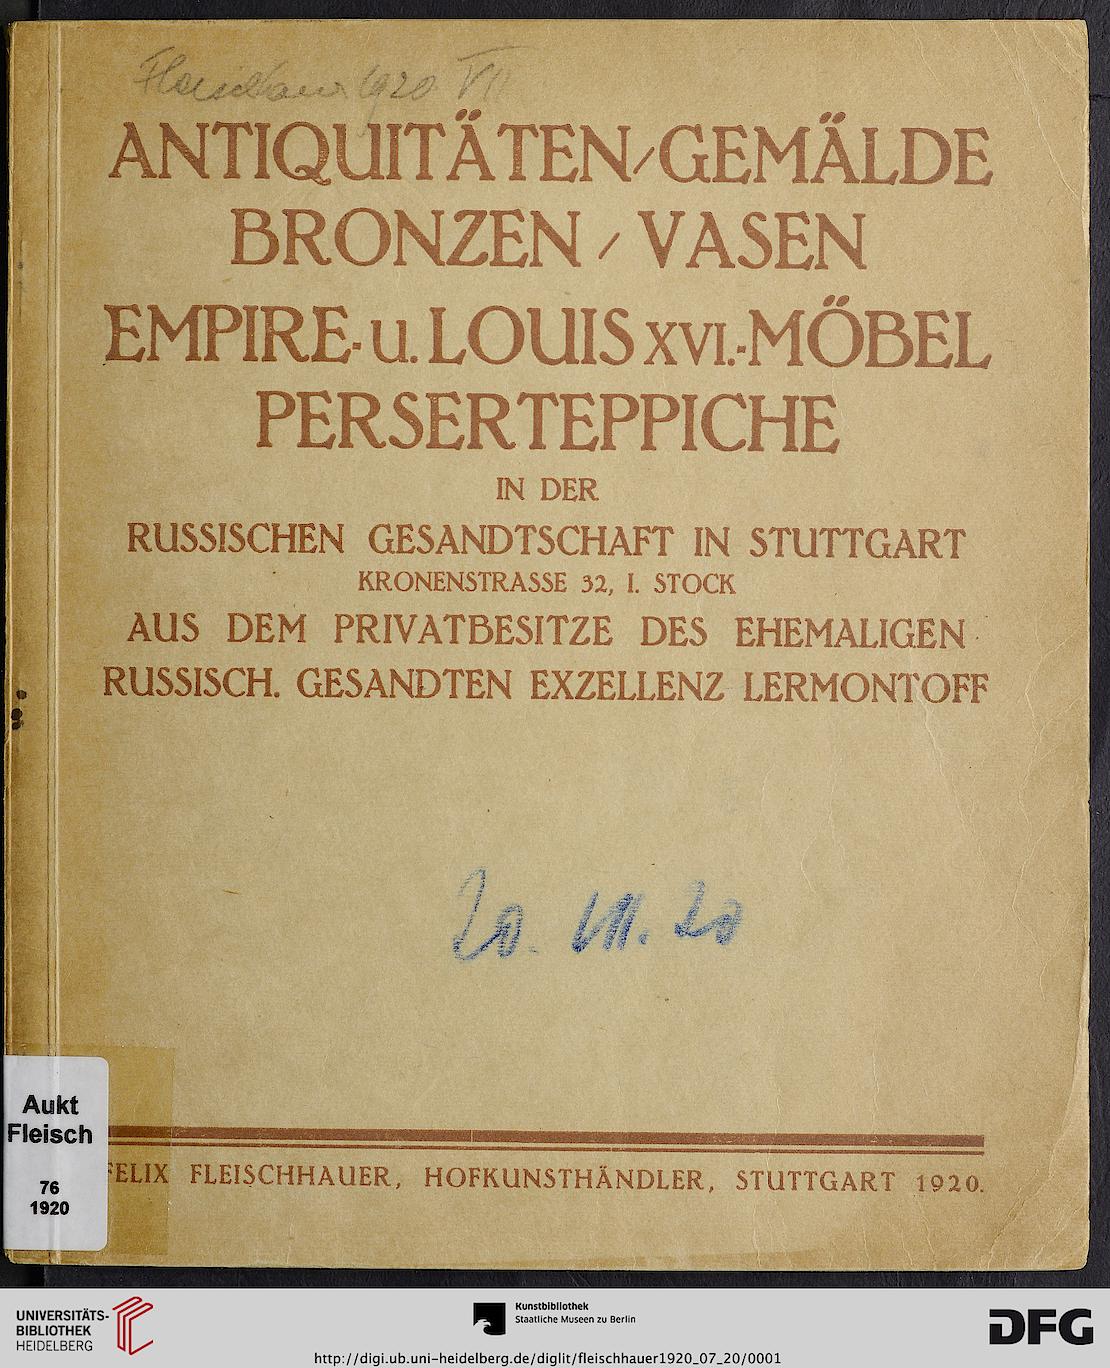 1920 VII
ANTIQUITÄTEN/GEMÄLDE
BRONZEN / VASEN
EMPIRE- u. LOUIS XVI.-MÖBEL
PERSERTEPPICHE
IN DER
RUSSISCHEN GESANDTSCHAFT IN STUTTGART
KRONENSTRASSE 32, I. STOCK
AUS DEM PRIVATBESITZE DES EHEMALIGEN
RUSSISCH. GESANDTEN EXZELLENZ LERMONTOFF
20. VII. 20
Aukt
Fleisch
76
1920
FELIX FLEISCHHAUER, HOFKUNSTHÄNDLER, STUTTGART 1920.
UNIVERSITÄTS-
BIBLIOTHEK
HEIDELBERG
Kunstbibliothek
Staatliche Museen zu Berlin
DFG
http://digi.ub.uni-heidelberg.de/diglit/fleischhauer1920_07_20/0001